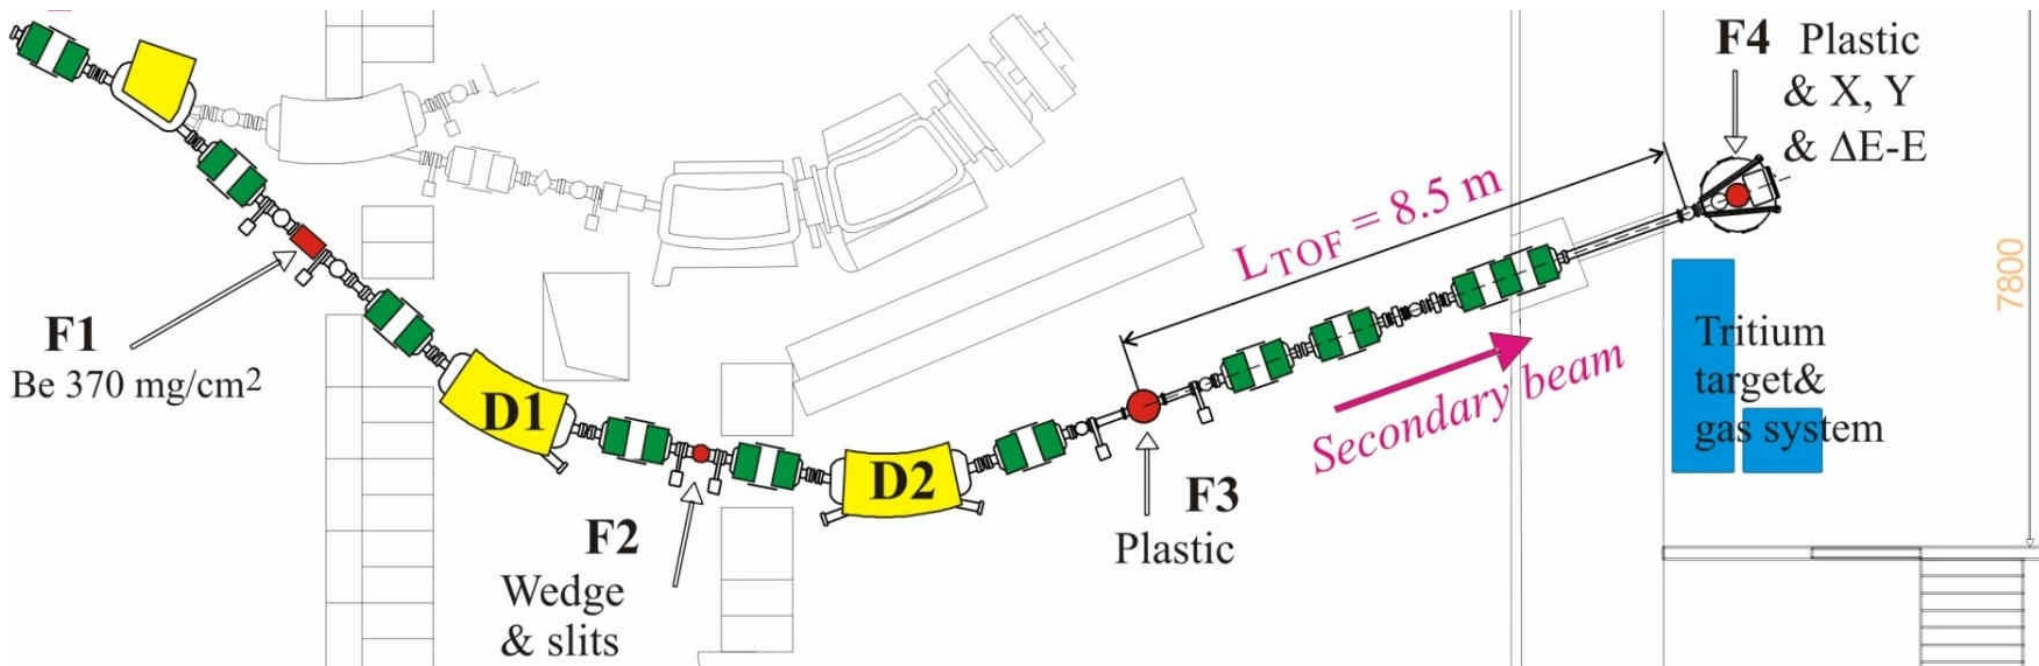 F4 Plastic
& X, Y
& ΔE-E
L_TOF = 8.5 m
7800
F1
Be 370 mg/cm2
D1
Tritium
target&
gas system
Secondary beam
D2
F3
Plastic
F2
Wedge
& slits